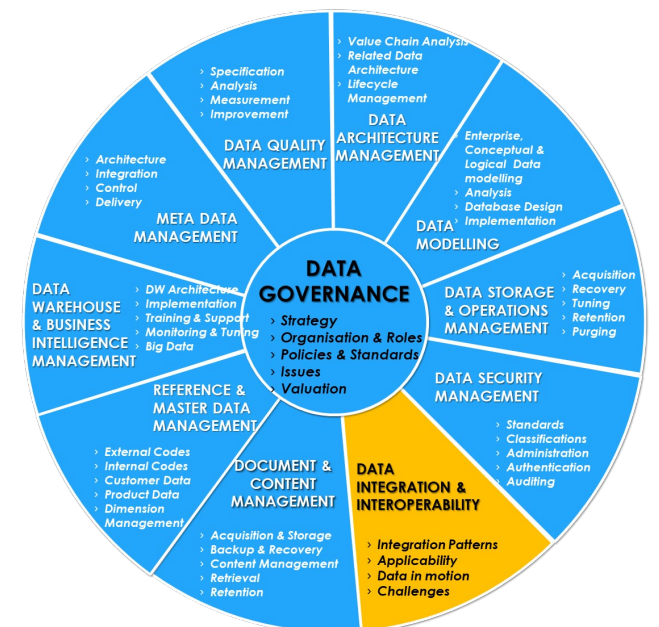 › Value Chain Analysis
› Related Data
Architecture
› Lifecycle
Management
DATA
ARCHITECTURE
MANAGEMENT
› Enterprise,
Conceptual &
Logical Data
modelling
› Analysis
› Database Design
› Implementation
DATA
MODELLING
› Acquisition
› Recovery
› Tuning
› Retention
› Purging
DATA STORAGE
& OPERATIONS
MANAGEMENT
DATA SECURITY
MANAGEMENT
› Standards
› Classifications
› Administration
› Authentication
› Auditing
DATA
INTEGRATION &
INTEROPERABILITY
› Integration Patterns
› Applicability
› Data in motion
› Challenges
DOCUMENT &
CONTENT
MANAGEMENT
› Acquisition & Storage
› Backup & Recovery
› Content Management
› Retrieval
› Retention
REFERENCE &
MASTER DATA
MANAGEMENT
› External Codes
› Internal Codes
› Customer Data
› Product Data
› Dimension
Management
DATA
WAREHOUSE
& BUSINESS
INTELLIGENCE
MANAGEMENT
› DW Architecture
› Implementation
› Training & Support
› Monitoring & Tuning
› Big Data
› Architecture
› Integration
› Control
› Delivery
META DATA
MANAGEMENT
› Specification
› Analysis
› Measurement
› Improvement
DATA QUALITY
MANAGEMENT
DATA
GOVERNANCE
› Strategy
› Organisation & Roles
› Policies & Standards
› Issues
› Valuation